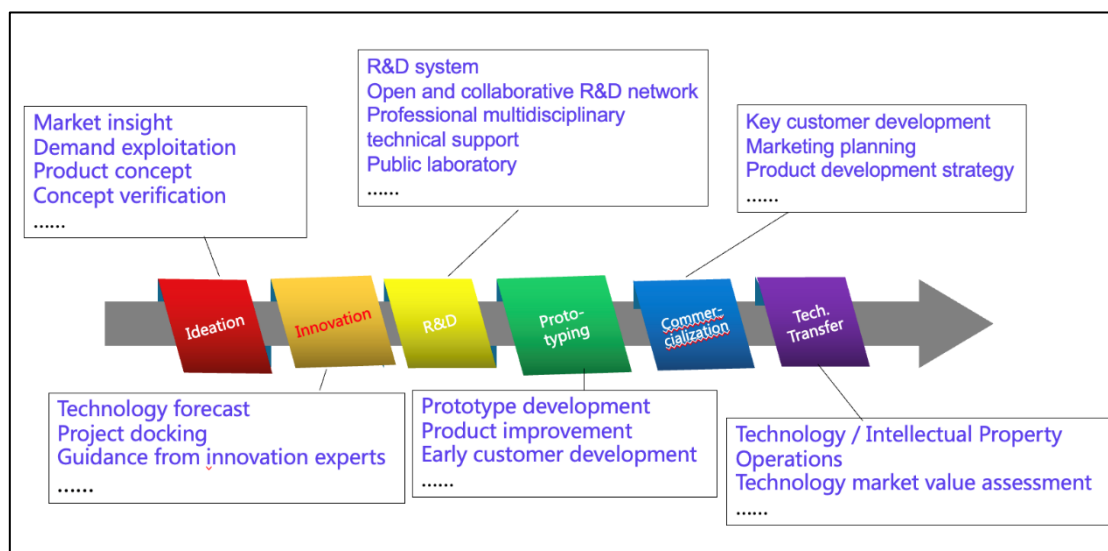 R&D system
Open and collaborative R&D network
Professional multidisciplinary
technical support
Public laboratory
......
Market insight
Demand exploitation
Product concept
Concept verification
......
Key customer development
Marketing planning
Product development strategy
......
Ideation
Innovation
R&D
Proto-
typing
Commer-
cialization
Tech.
Transfer
Technology forecast
Project docking
Guidance from innovation experts
......
Prototype development
Product improvement
Early customer development
......
Technology / Intellectual Property
Operations
Technology market value assessment
......